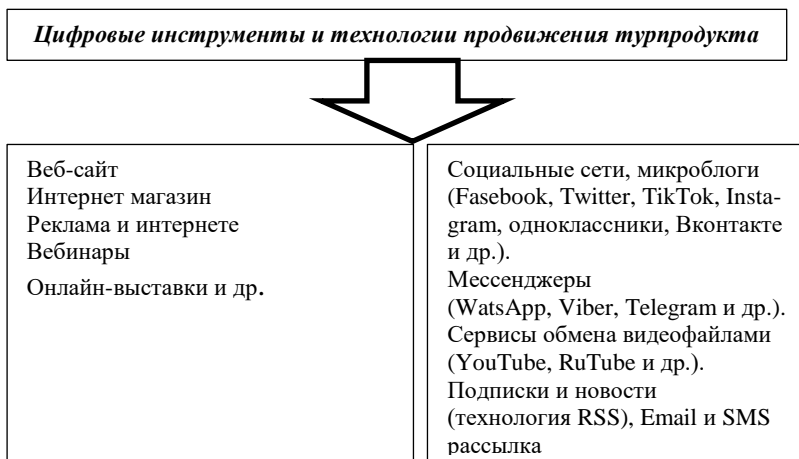 Цифровые инструменты и технологии продвижения турпродукта
Веб-сайт
Интернет магазин
Реклама и интернете
Вебинары
Онлайн-выставки и др.
Социальные сети, микроблоги
(Fasebook, Twitter, TikTok, Insta-
gram, одноклассники, Вконтакте
и др.).
Мессенджеры
(WatsApp, Viber, Telegram и др.).
Сервисы обмена видеофайлами
(YouTube, RuTube и др.).
Подписки и новости
(технология RSS), Email и SMS
рассылка